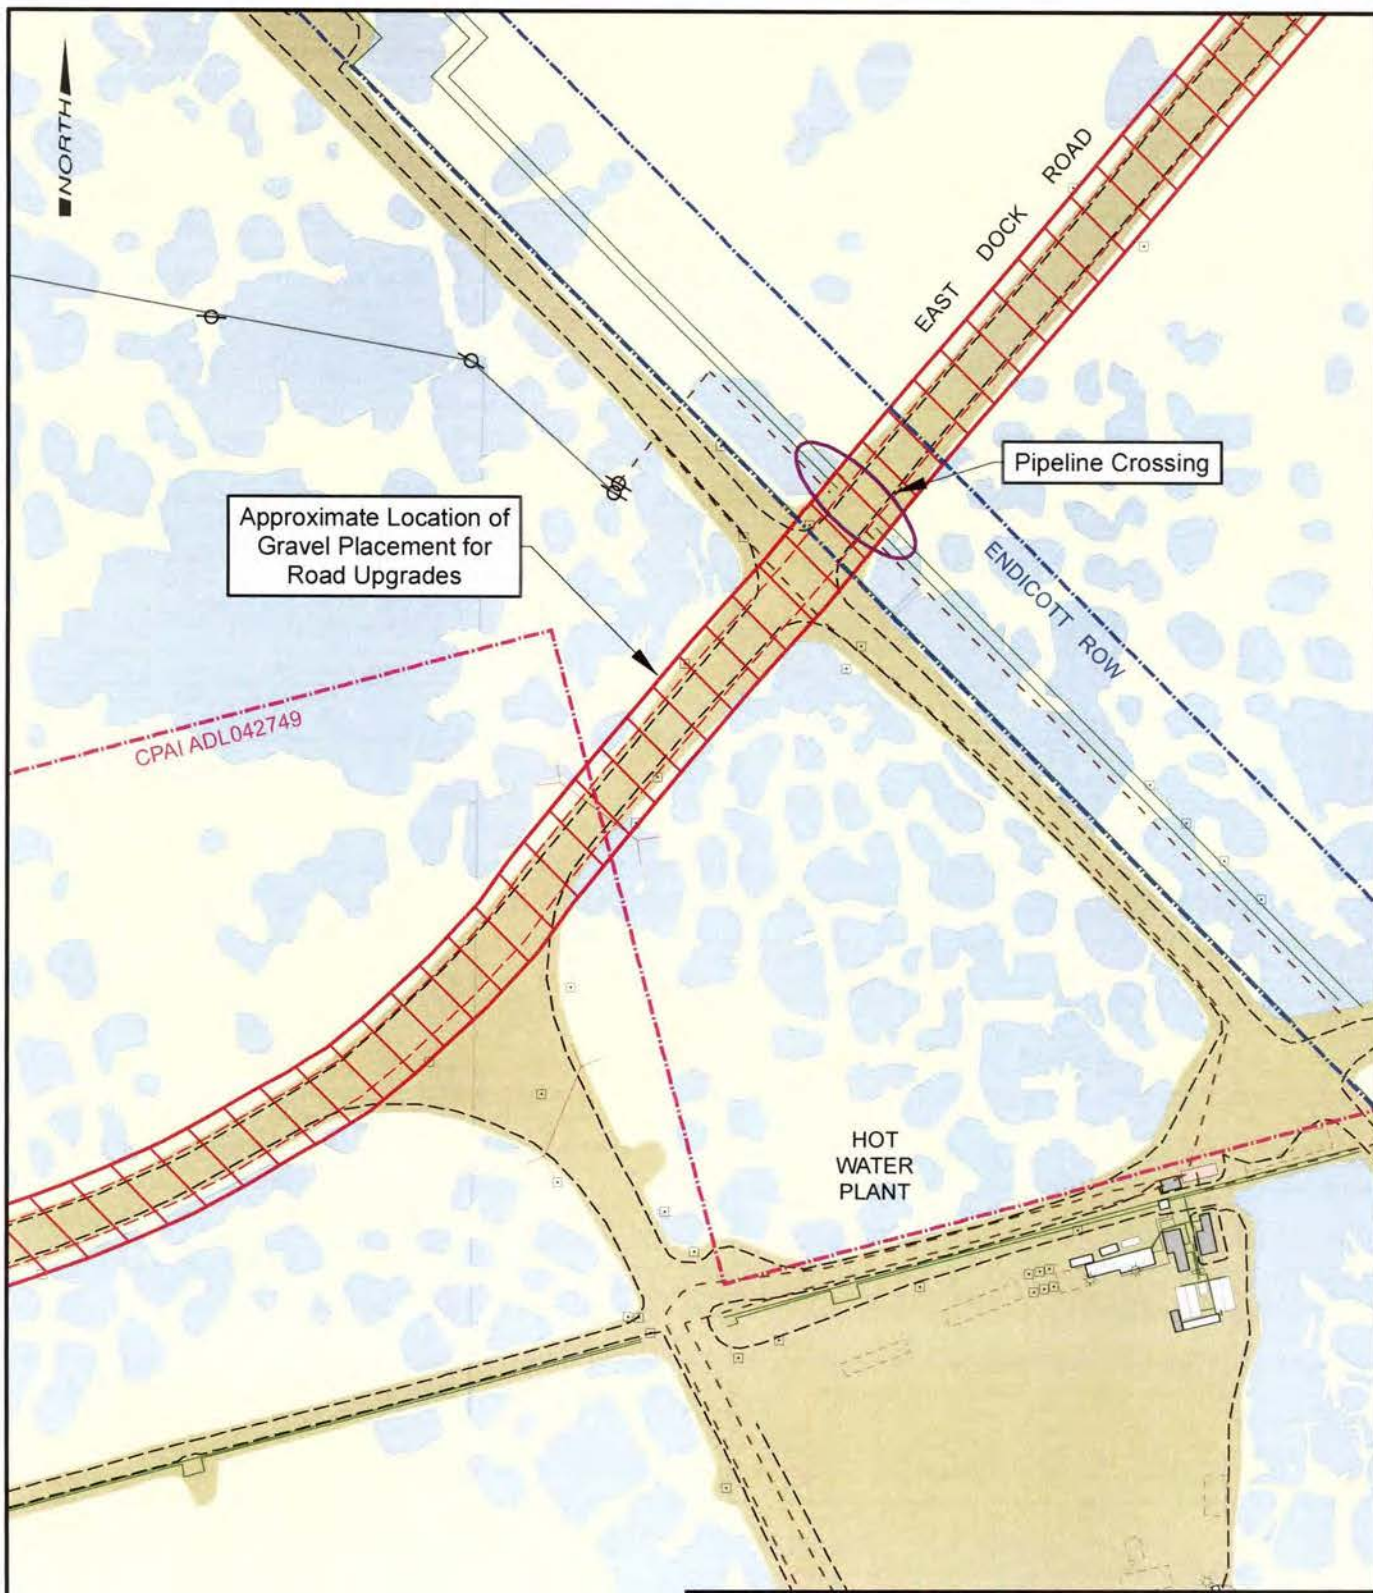 NORTH
EAST DOCK ROAD
Pipeline Crossing
Approximate Location of
Gravel Placement for
Road Upgrades
ENDICOTT ROW
CPAI ADL042749
HOT
WATER
PLANT